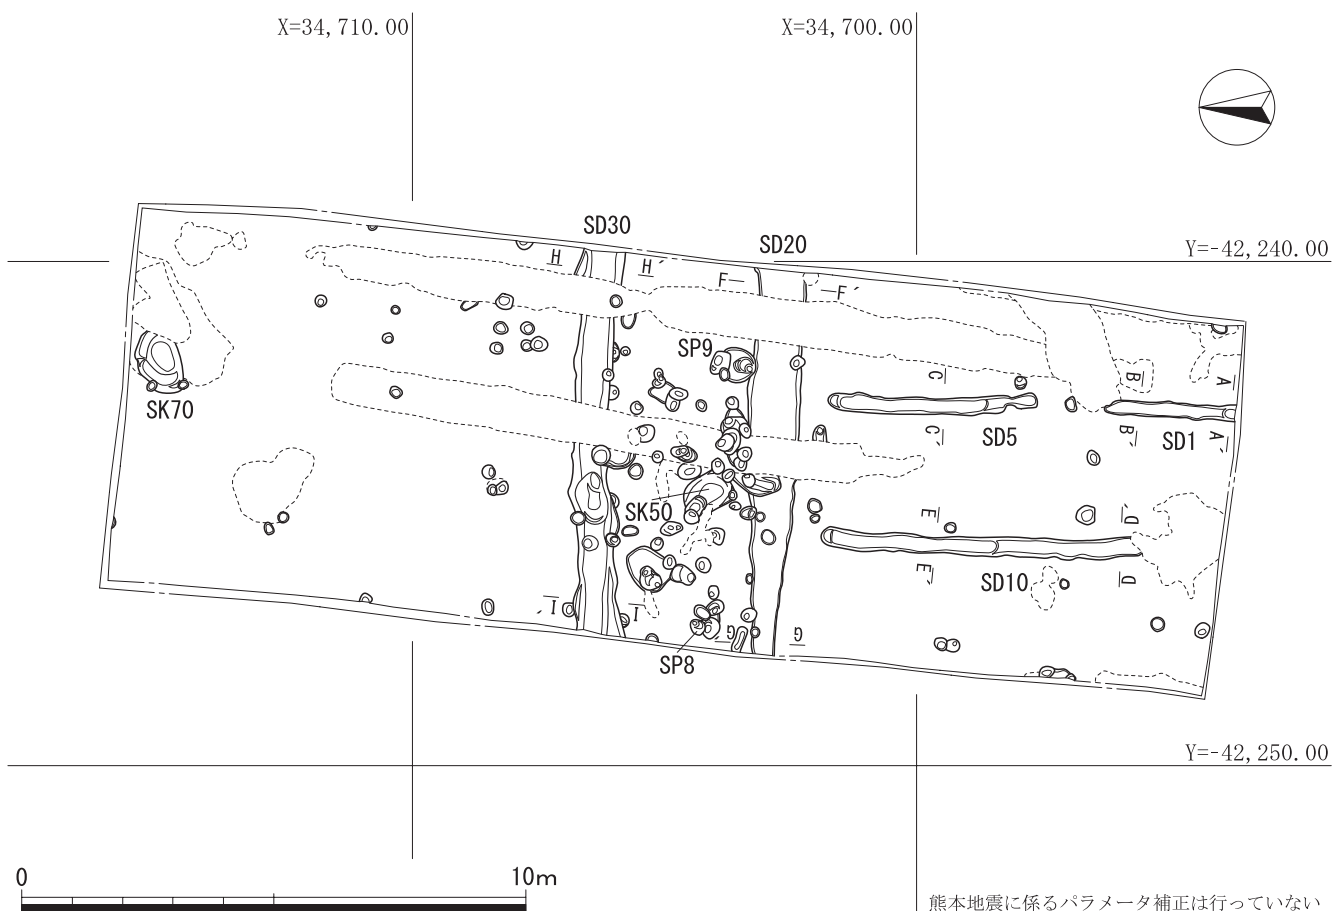 X=34,710.00
X=34,700.00
SD30
SD20
Y=-42,240.00
H
H´
F
F´
SP9
C
B
A
SK70
C´
SD5
B´
SD1
A´
SK50
E
D´
E´
SD10
D
I´
I
G´
G
SP8
Y=-42,250.00
0
10m
熊本地震に係るパラメータ補正は行っていない